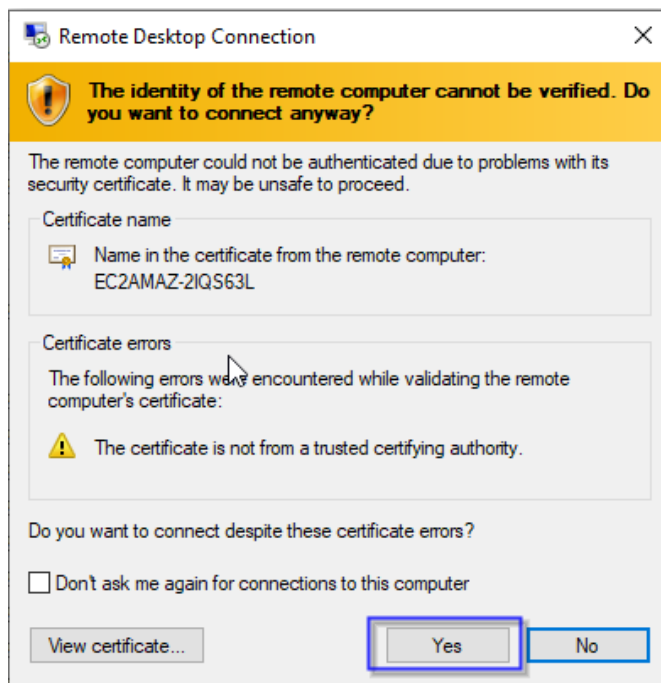 Remote Desktop Connection
The identity of the remote computer cannot be verified. Do
you want to connect anyway?
The remote computer could not be authenticated due to problems with its
security certificate. It may be unsafe to proceed.
Certificate name
Name in the certificate from the remote computer:
EC2AMAZ-2IQS63L
Certificate errors
The following errors were encountered while validating the remote
computer's certificate:
The certificate is not from a trusted certifying authority.
Do you want to connect despite these certificate errors?
Don't ask me again for connections to this computer
View certificate...
Yes
No